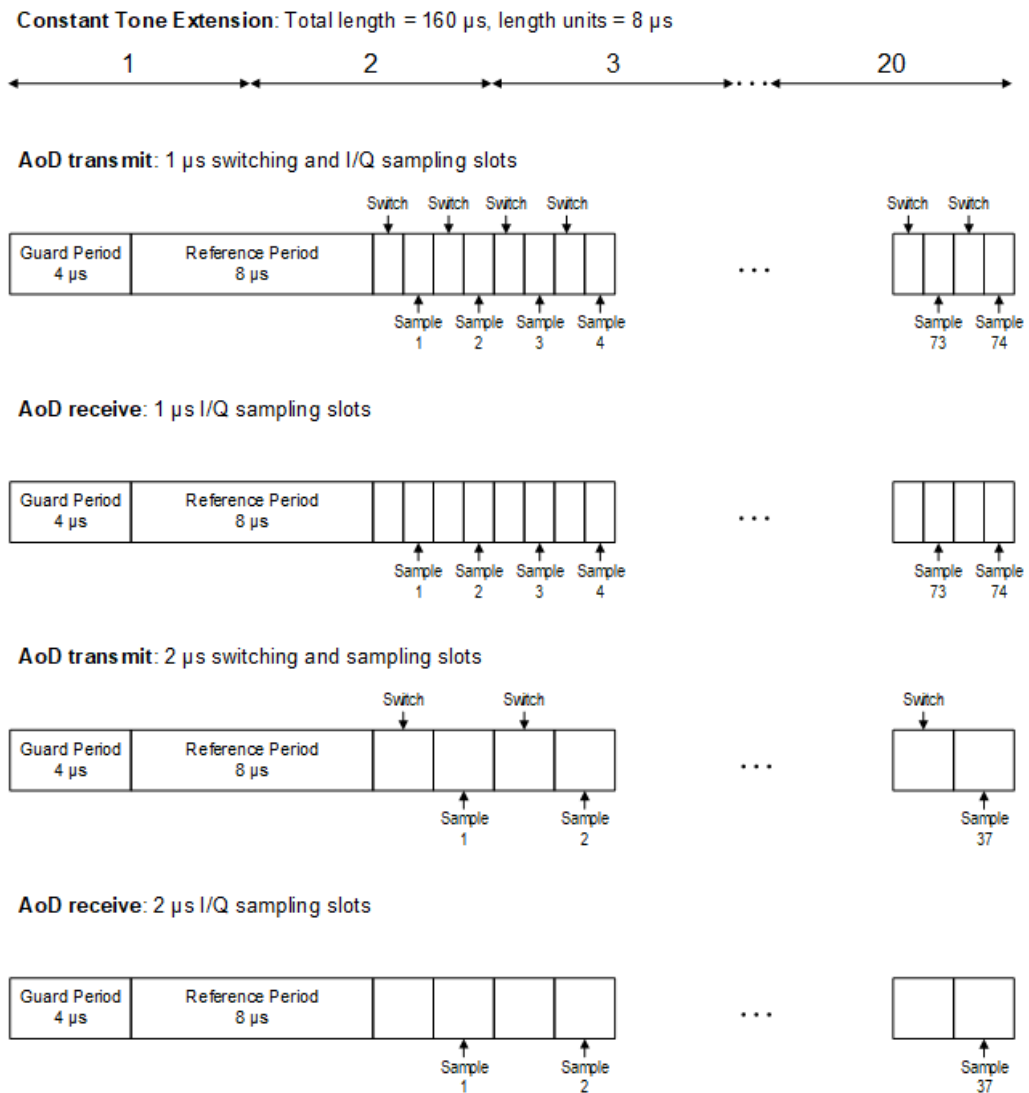 Constant Tone Extension: Total length = 160 µs, length units = 8 µs
1 2 3 ... 20
AoD transmit: 1 µs switching and I/Q sampling slots
Switch Switch Switch Switch Switch Switch
Guard Period Reference Period
4 µs 8 µs
...
Sample Sample Sample Sample Sample Sample
1 2 3 4 73 74
AoD receive: 1 µs I/Q sampling slots
Guard Period Reference Period
4 µs 8 µs
...
Sample Sample Sample Sample Sample Sample
1 2 3 4 73 74
AoD transmit: 2 µs switching and sampling slots
Switch Switch Switch
Guard Period Reference Period
4 µs 8 µs
...
Sample Sample Sample
1 2 37
AoD receive: 2 µs I/Q sampling slots
Guard Period Reference Period
4 µs 8 µs
...
Sample Sample Sample
1 2 37